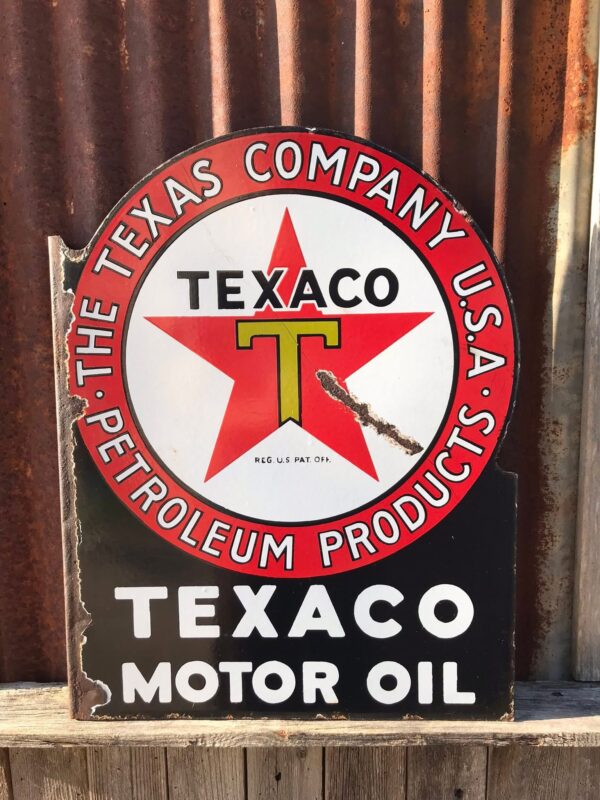 THE TEXAS COMPANY U.S.A.
PETROLEUM PRODUCTS
TEXACO
T
REG. U.S. PAT. OFF.
TEXACO
MOTOR OIL